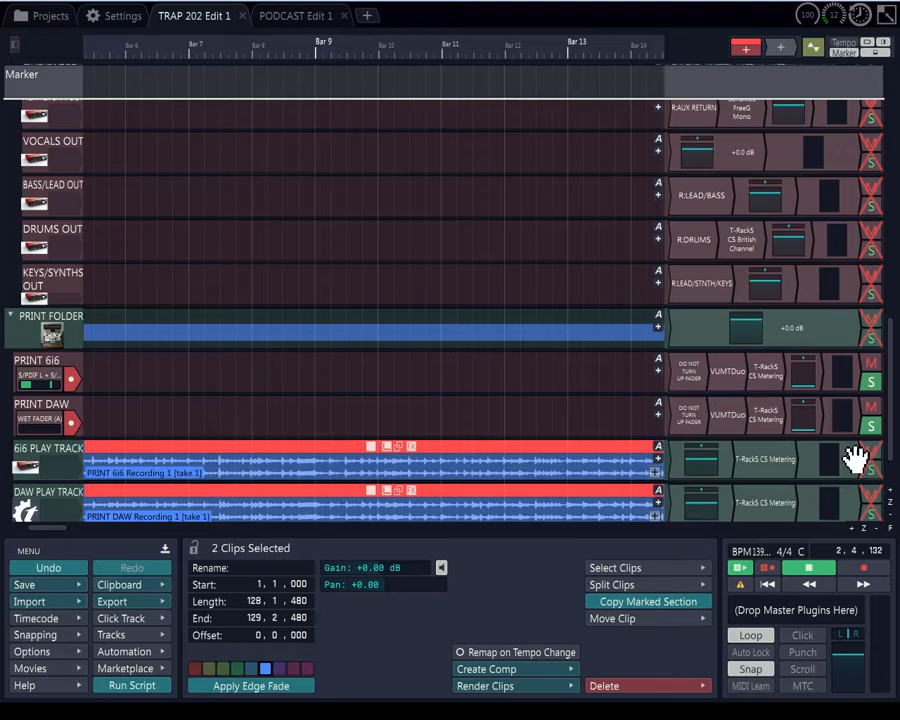 Projects
Settings
TRAP 202 Edit 1
PODCAST Edit 1
100
12
Bar 6
Bar 7
Bar 8
Bar 9
Bar 10
Bar 11
Bar 12
Bar 13
Bar 14
Tempo
Marker
Marker
R:AUX RETURN
FreeG
Mono
S
VOCALS OUT
A
+0.0 dB
M
S
BASS/LEAD OUT
A
R:LEAD/BASS
M
S
DRUMS OUT
A
R:DRUMS
T-RackS
CS British
Channel
M
S
KEYS/SYNTHS
OUT
A
R:LEAD/STNTH/KEYS
M
S
PRINT FOLDER
A
+0.0 dB
M
S
PRINT 6i6
S/PDIF L + S/...
A
DO NOT
TURN
UP FADER
VUMTDuo
T-RackS
CS Metering
M
S
PRINT DAW
WET FADER (A)
A
DO NOT
TURN
UP FADER
VUMTDuo
T-RackS
CS Metering
M
S
6i6 PLAY TRACK
FX
PRINT 6i6 Recording 1 [take 1]
A
T-RackS CS Metering
S
DAW PLAY TRACK
FX
PRINT DAW Recording 1 [take 1]
A
T-RackS CS Metering
M
S
+ Z - F
MENU
Undo
Redo
Save
Clipboard
Import
Export
Timecode
Click Track
Snapping
Tracks
Options
Automation
Movies
Marketplace
Help
Run Script
2 Clips Selected
Rename:
Start: 1, 1, 000
Length: 128, 1, 480
End: 129, 2, 480
Offset: 0, 0, 000
Gain: +0.00 dB
Pan: +0.00
Apply Edge Fade
Remap on Tempo Change
Create Comp
Render Clips
Select Clips
Split Clips
Copy Marked Section
Move Clip
Delete
BPM139... 4/4 C
2, 4, 132
(Drop Master Plugins Here)
Loop
Click
Auto Lock
Punch
Snap
Scroll
MIDI Learn
MTC
L R